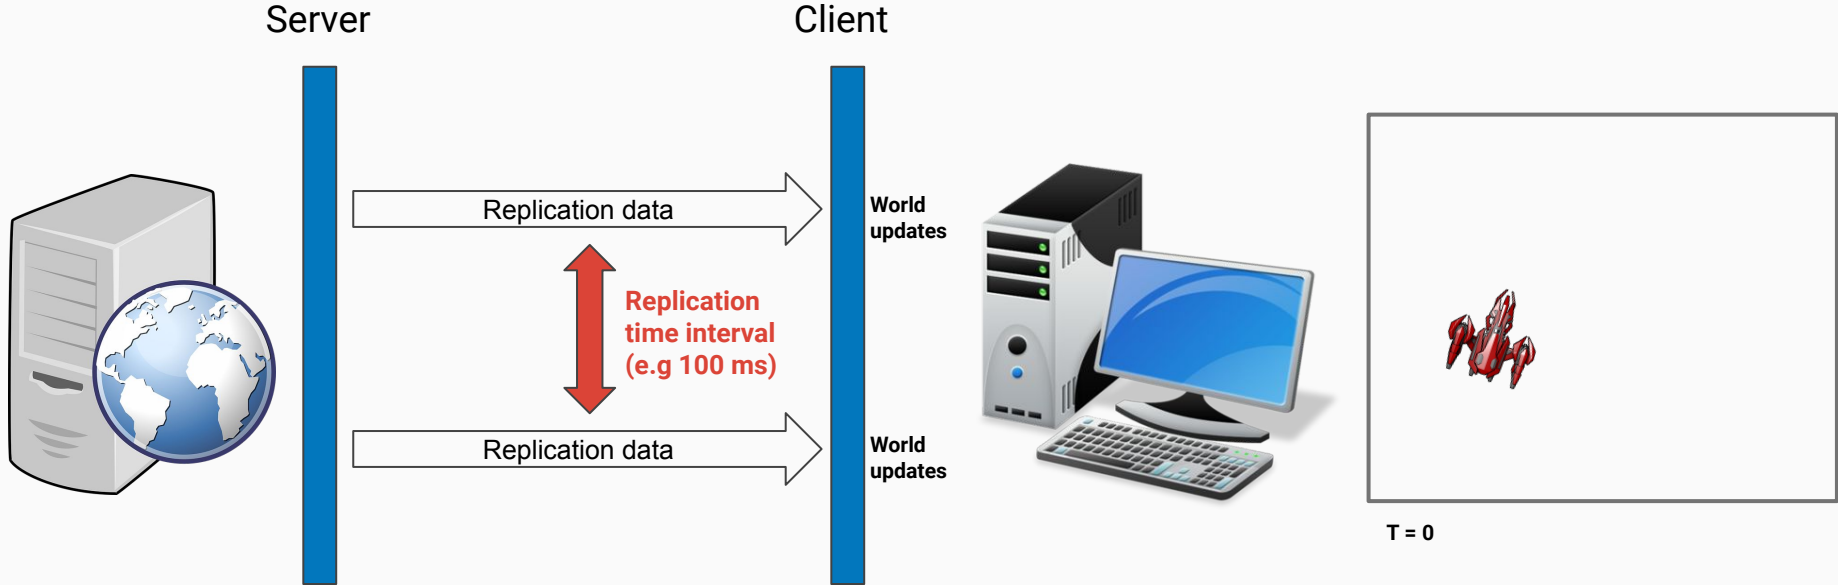 Server
Client
Replication data
World
updates
Replication
time interval
(e.g 100 ms)
Replication data
World
updates
T = 0